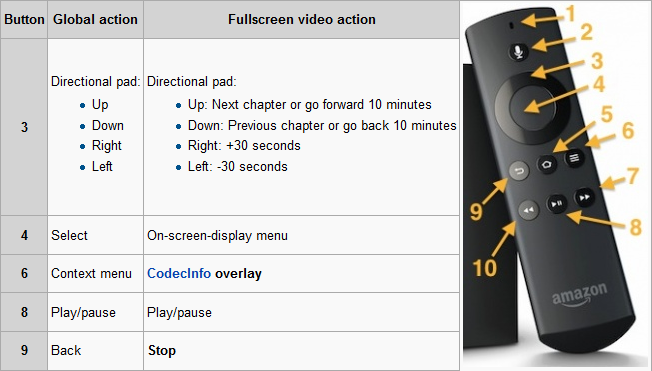 Button Global action Fullscreen video action
3
Directional pad:
Up
Down
Right
Left
Directional pad:
Up: Next chapter or go forward 10 minutes
Down: Previous chapter or go back 10 minutes
Right: +30 seconds
Left: -30 seconds
4 Select On-screen-display menu
6 Context menu CodecInfo overlay
8 Play/pause Play/pause
9 Back Stop
1
2
3
4
5
6
7
8
9
10
amazon